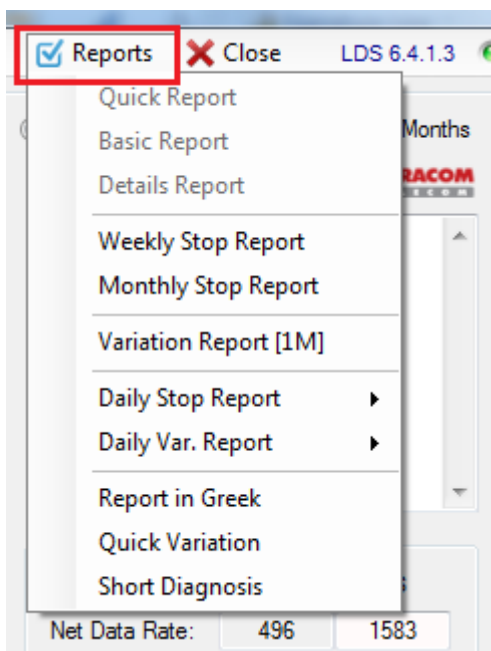 Reports Close LDS 6.4.1.3
Quick Report
Basic Report
Months
Details Report
RACOM
Weekly Stop Report
Monthly Stop Report
Variation Report [1M]
Daily Stop Report
Daily Var. Report
Report in Greek
Quick Variation
Short Diagnosis
Net Data Rate: 496 1583